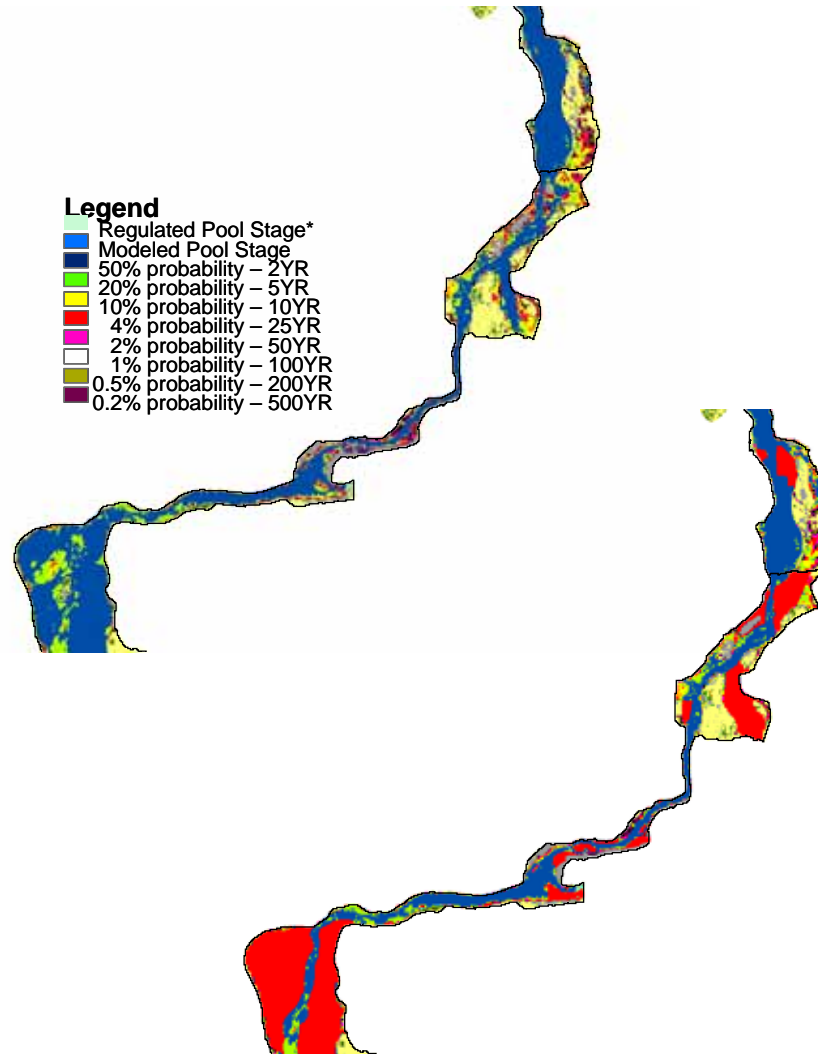 Legend
Regulated Pool Stage*
Modeled Pool Stage
50% probability – 2YR
20% probability – 5YR
10% probability – 10YR
4% probability – 25YR
2% probability – 50YR
1% probability – 100YR
0.5% probability – 200YR
0.2% probability – 500YR